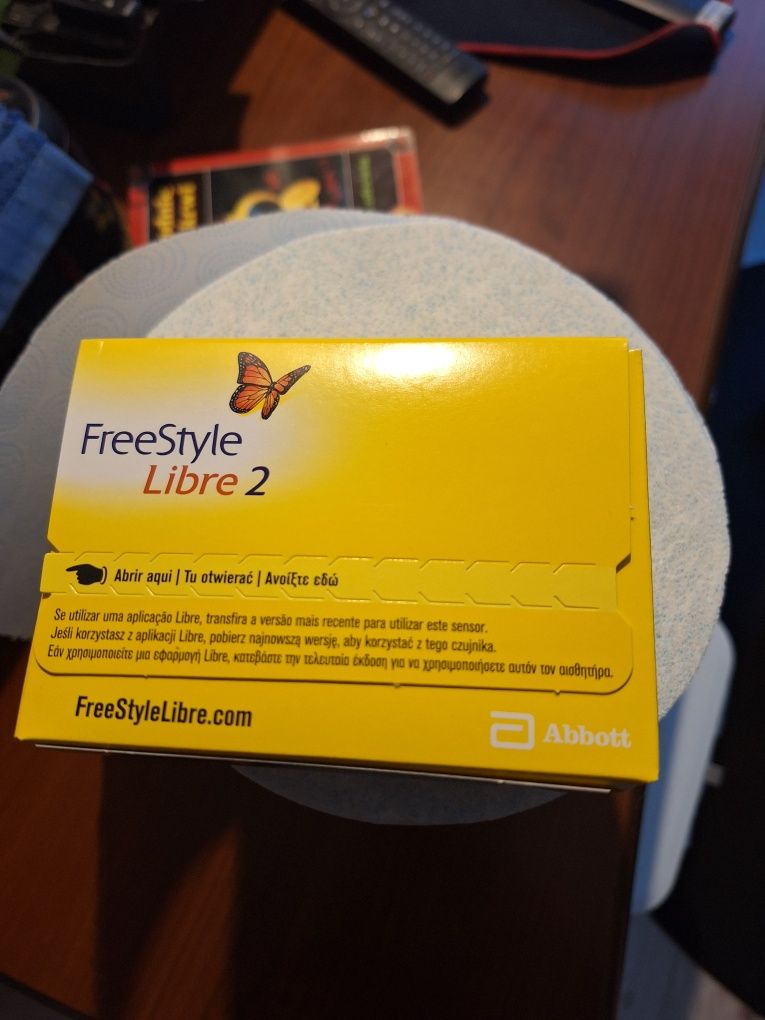 FreeStyle
Libre 2
Abrir aqui | Tu otwierać | Ανοίξτε εδώ
Se utilizar uma aplicação Libre, transfira a versão mais recente para utilizar este sensor.
Jeśli korzystasz z aplikacji Libre, pobierz najnowszą wersję, aby korzystać z tego czujnika.
Εάν χρησιμοποιείτε μια εφαρμογή Libre, κατεβάστε την τελευταία έκδοση για να χρησιμοποιήσετε αυτόν τον αισθητήρα.
FreeStyleLibre.com
Abbott